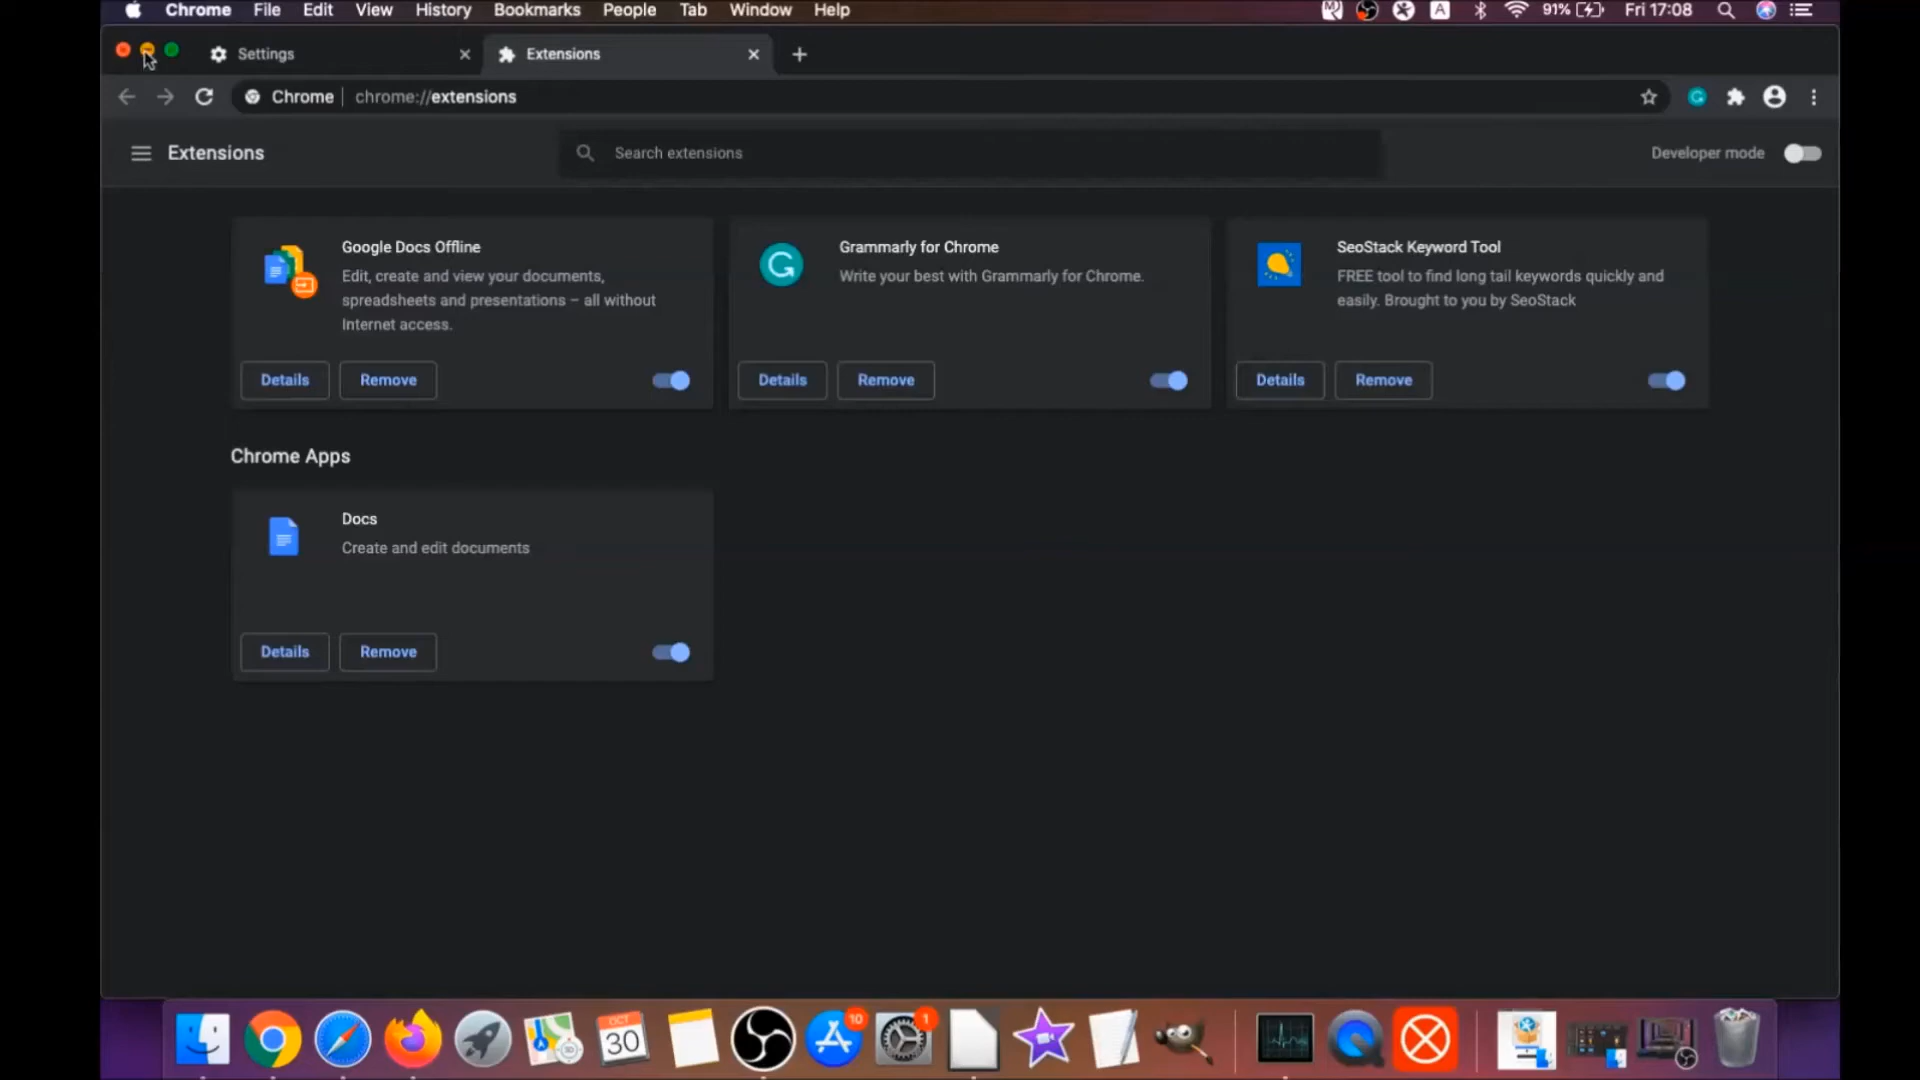 Chrome File Edit View History Bookmarks People Tab Window Help A 91% Fri 17:08
Settings Extensions
Chrome | chrome://extensions
Extensions Search extensions Developer mode
Google Docs Offline
Edit, create and view your documents,
spreadsheets and presentations – all without
Internet access.
Details Remove
Grammarly for Chrome
Write your best with Grammarly for Chrome.
Details Remove
SeoStack Keyword Tool
FREE tool to find long tail keywords quickly and
easily. Brought to you by SeoStack
Details Remove
Chrome Apps
Docs
Create and edit documents
Details Remove
OCT
30
10
1